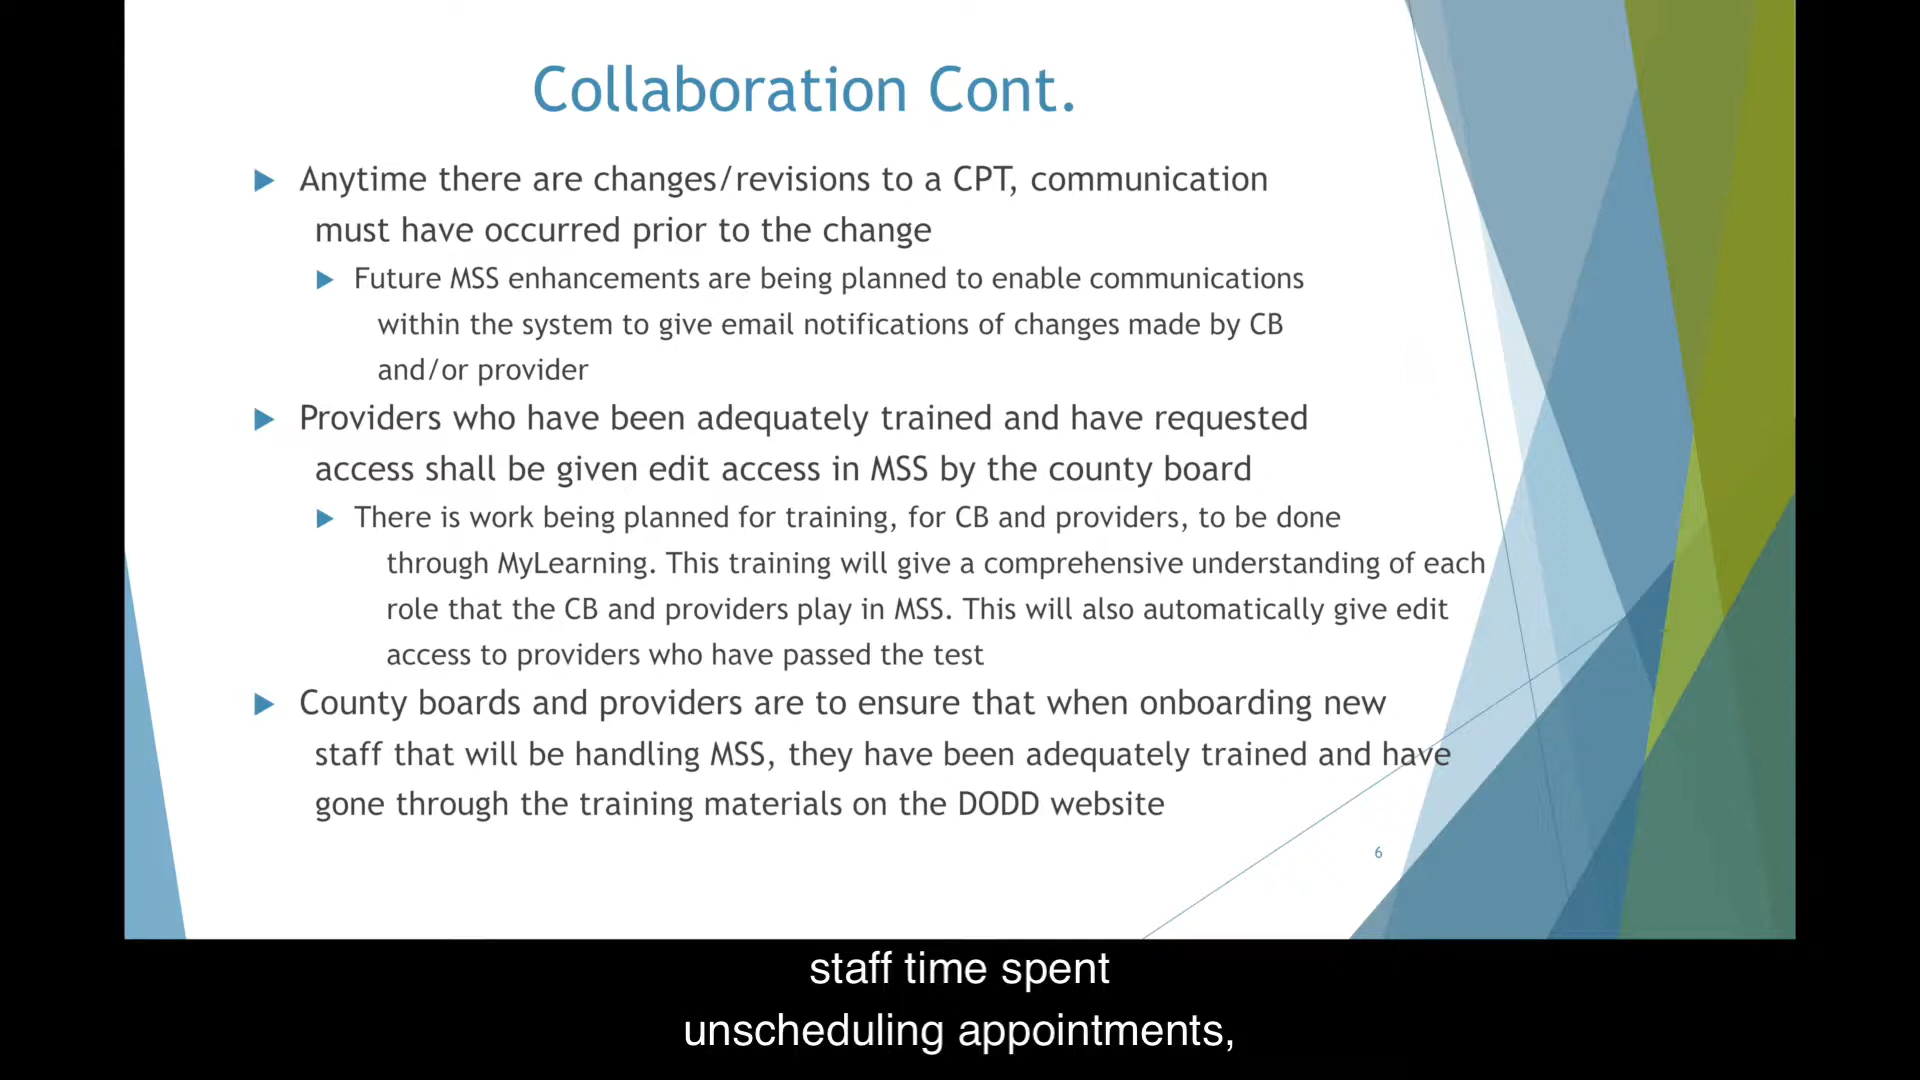 Collaboration Cont.
Anytime there are changes/revisions to a CPT, communication
must have occurred prior to the change
Future MSS enhancements are being planned to enable communications
within the system to give email notifications of changes made by CB
and/or provider
Providers who have been adequately trained and have requested
access shall be given edit access in MSS by the county board
There is work being planned for training, for CB and providers, to be done
through MyLearning. This training will give a comprehensive understanding of each
role that the CB and providers play in MSS. This will also automatically give edit
access to providers who have passed the test
County boards and providers are to ensure that when onboarding new
staff that will be handling MSS, they have been adequately trained and have
gone through the training materials on the DODD website
6
staff time spent
unscheduling appointments,